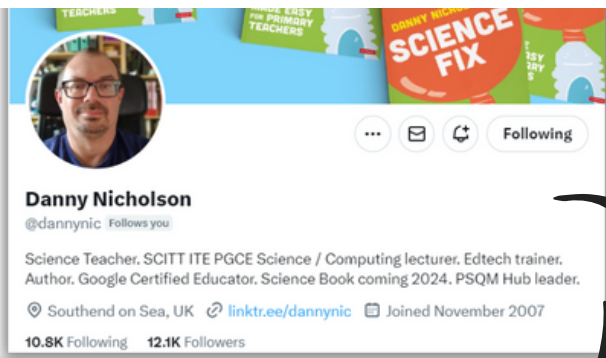 MADE EASY
FOR PRIMARY
TEACHERS
DANNY
SCIENCE
FIX
Following
Danny Nicholson
@dannynic Follows you
Science Teacher. SCITT ITE PGCE Science / Computing lecturer. Edtech trainer.
Author. Google Certified Educator. Science Book coming 2024. PSQM Hub leader.
Southend on Sea, UK linktr.ee/dannynic Joined November 2007
10.8K Following 12.1K Followers